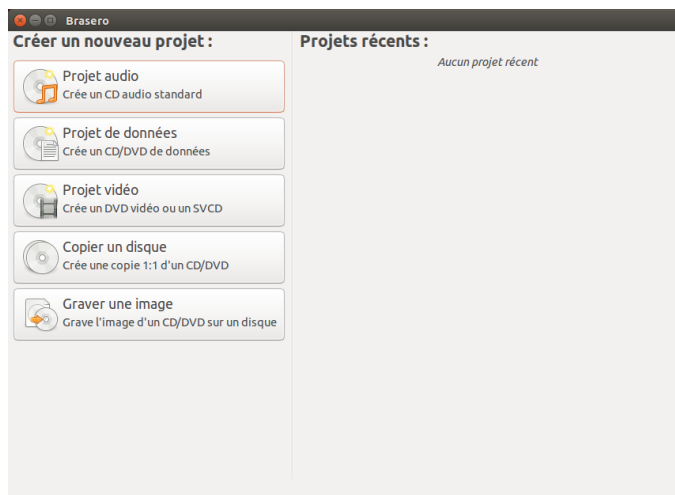 Brasero
Créer un nouveau projet :
Projet audio
Crée un CD audio standard
Projet de données
Crée un CD/DVD de données
Projet vidéo
Crée un DVD vidéo ou un SVCD
Copier un disque
Crée une copie 1:1 d'un CD/DVD
Graver une image
Grave l'image d'un CD/DVD sur un disque
Projets récents :
Aucun projet récent